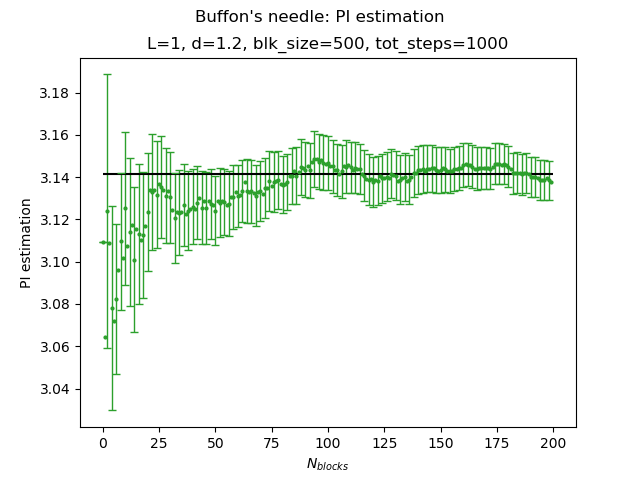 Buffon's needle: PI estimation
L=1, d=1.2, blk_size=500, tot_steps=1000
3.18
3.16
3.14
3.12
3.10
3.08
3.06
3.04
PI estimation
0 25 50 75 100 125 150 175 200
N_blocks